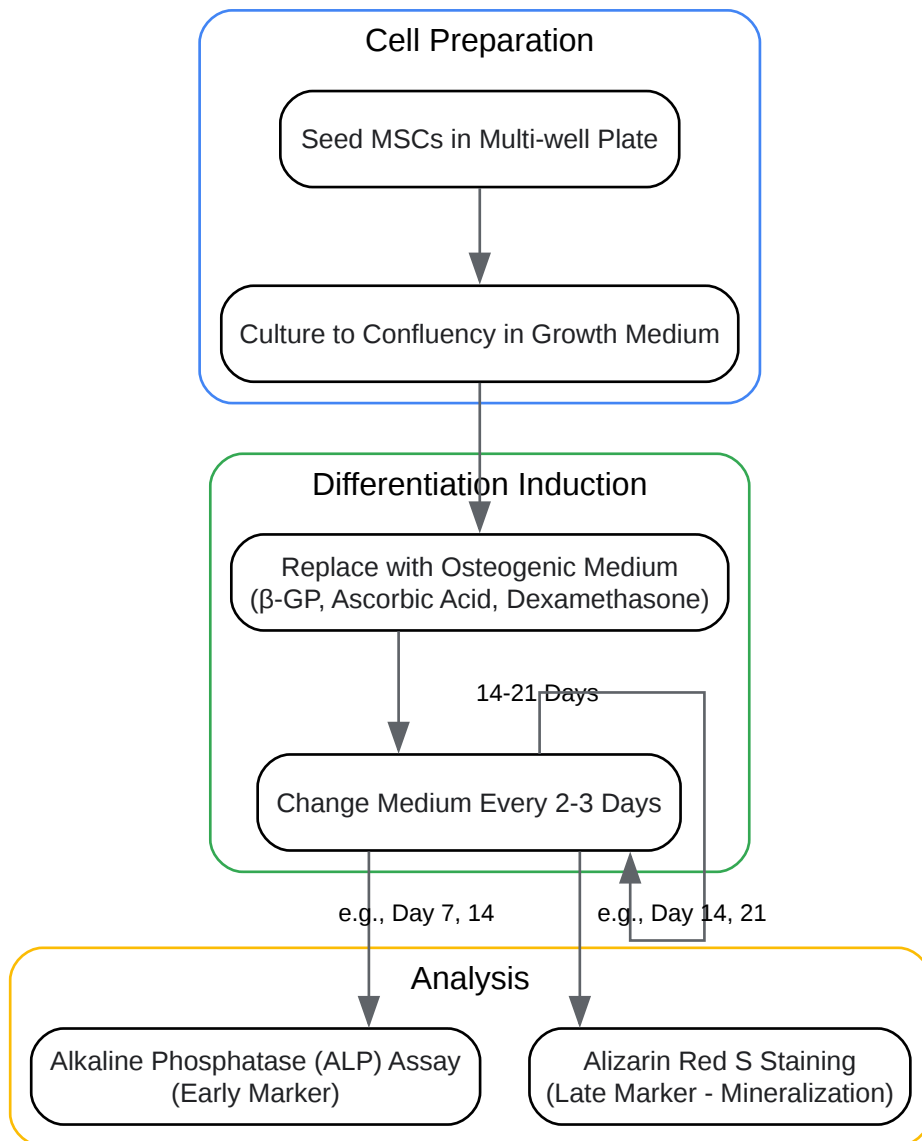 Cell Preparation
Seed MSCs in Multi-well Plate
Culture to Confluency in Growth Medium
Differentiation Induction
Replace with Osteogenic Medium
(β-GP, Ascorbic Acid, Dexamethasone)
14-21 Days
Change Medium Every 2-3 Days
e.g., Day 7, 14
e.g., Day 14, 21
Analysis
Alkaline Phosphatase (ALP) Assay
(Early Marker)
Alizarin Red S Staining
(Late Marker - Mineralization)